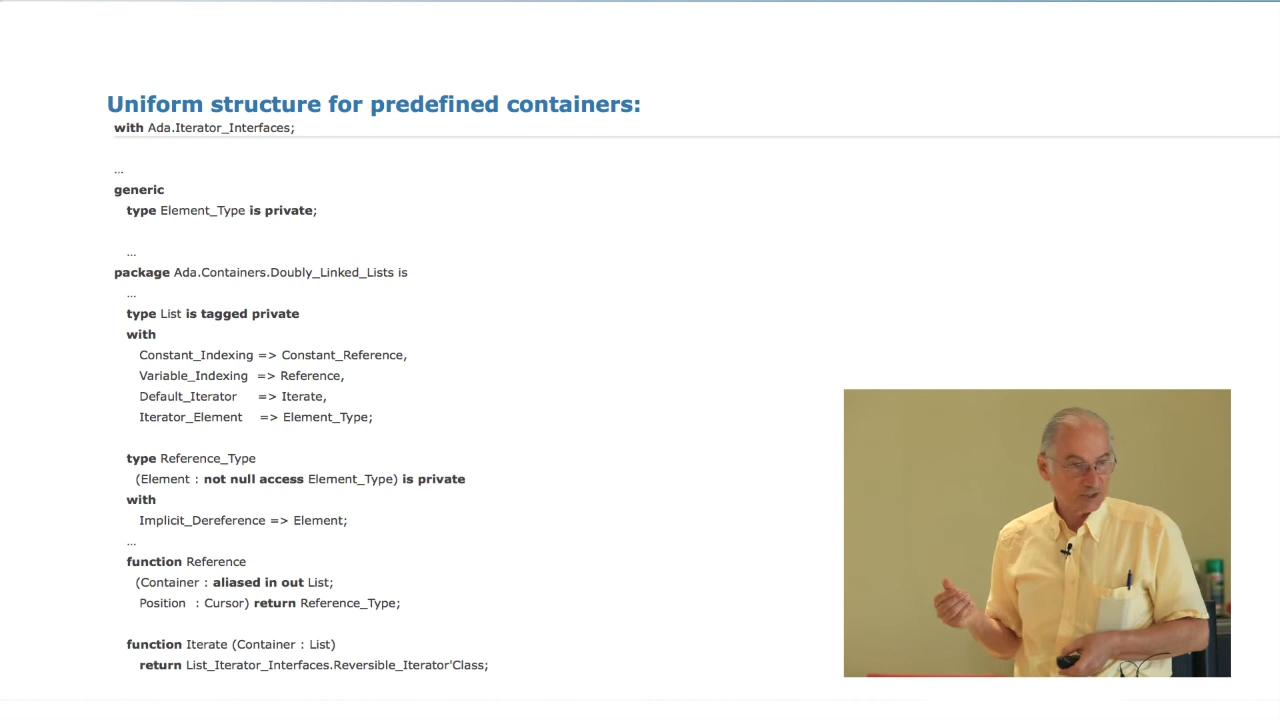 Uniform structure for predefined containers:
with Ada.Iterator_Interfaces;
...
generic
type Element_Type is private;
...
package Ada.Containers.Doubly_Linked_Lists is
...
type List is tagged private
with
Constant_Indexing => Constant_Reference,
Variable_Indexing => Reference,
Default_Iterator => Iterate,
Iterator_Element => Element_Type;
type Reference_Type
(Element : not null access Element_Type) is private
with
Implicit_Dereference => Element;
...
function Reference
(Container : aliased in out List;
Position : Cursor) return Reference_Type;
function Iterate (Container : List)
return List_Iterator_Interfaces.Reversible_Iterator'Class;